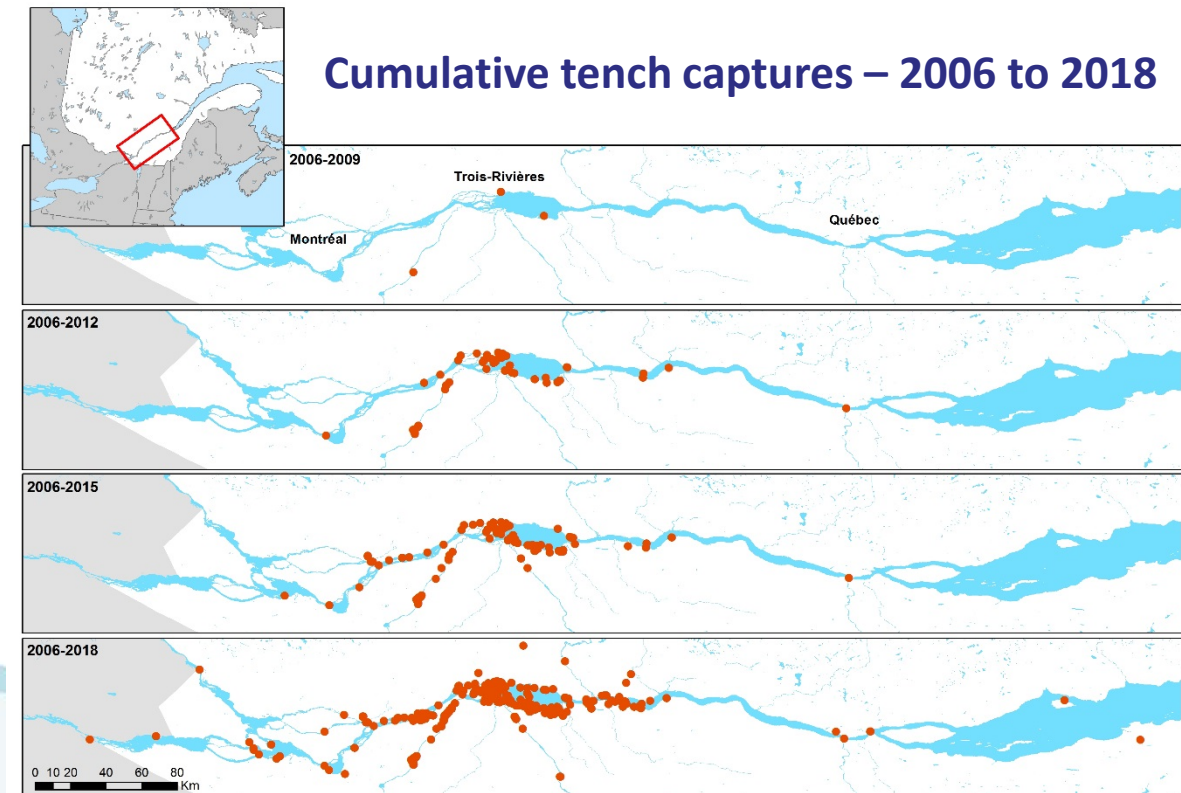 Cumulative tench captures – 2006 to 2018
2006-2009
Trois-Rivières
Québec
Montréal
2006-2012
2006-2015
2006-2018
0 10 20 40 60 80
Km